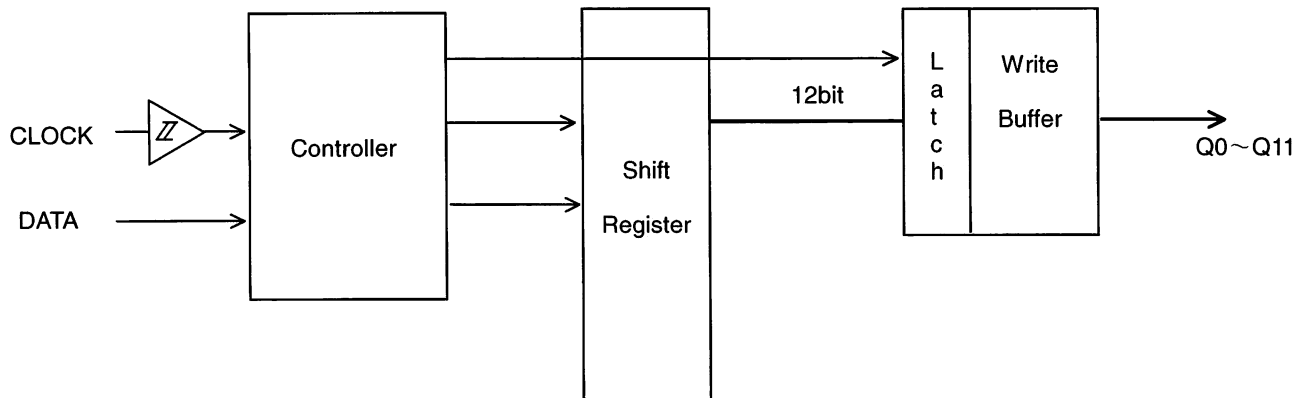 CLOCK
DATA
Controller
Shift
Register
12bit
L
a
t
c
h
Write
Buffer
Q0～Q11